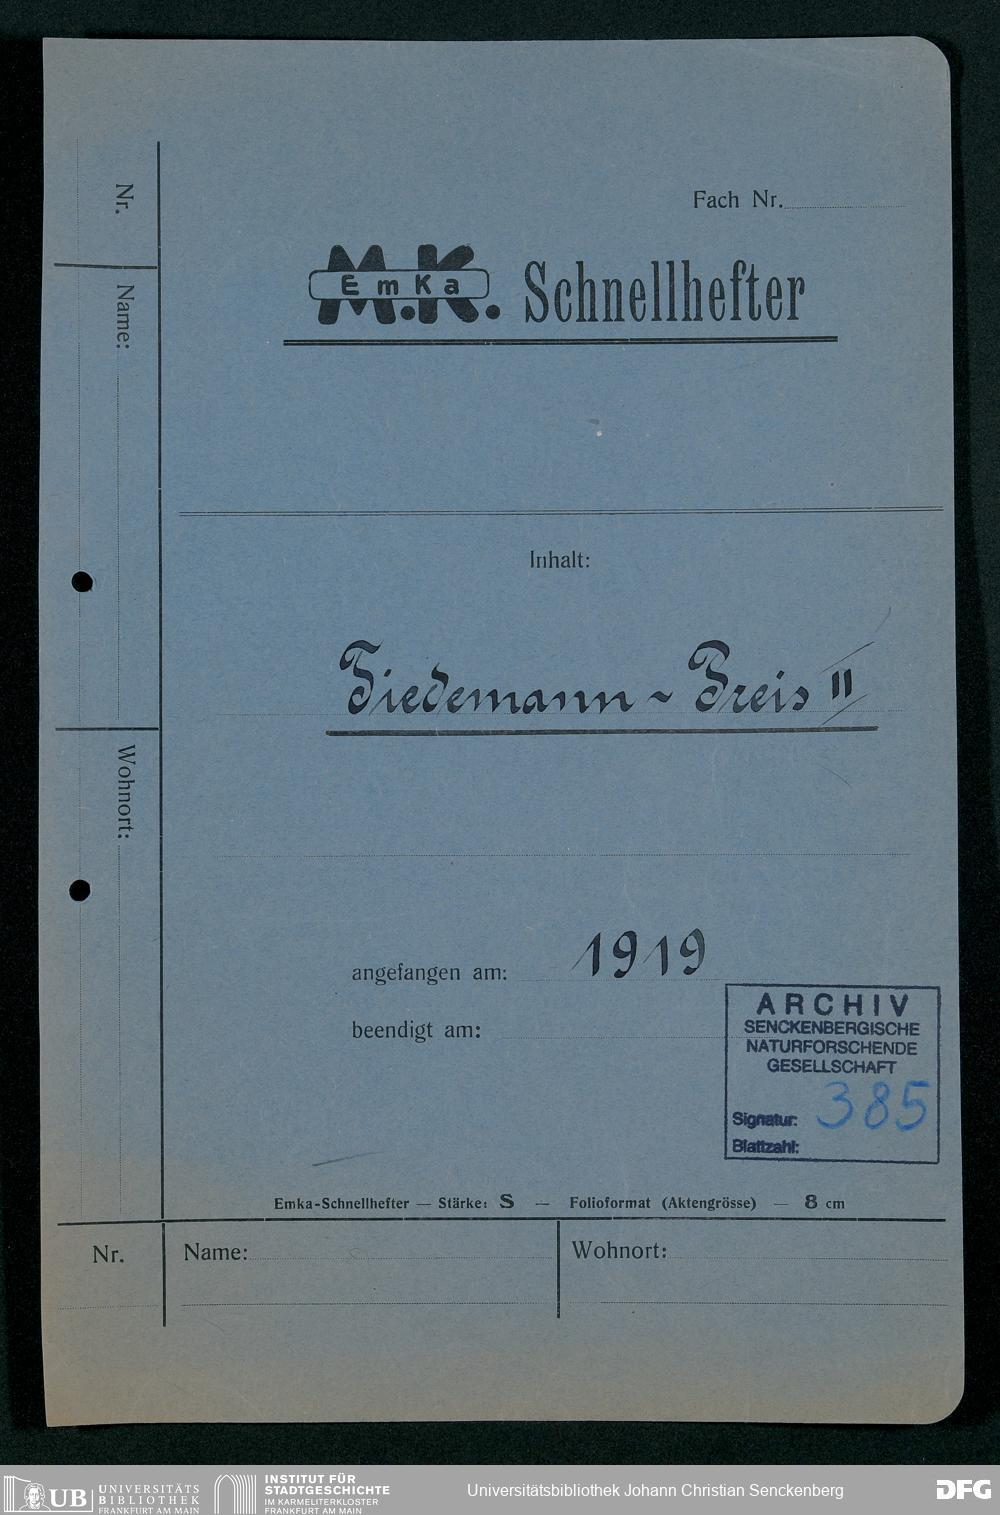 Fach Nr.
M.K.
EmKa
Schnellhefter
Nr.
Name:
Wohnort:
Inhalt:
Tiedemann-Preis II
angefangen am: 1919
beendigt am:
ARCHIV
SENCKENBERGISCHE
NATURFORSCHENDE
GESELLSCHAFT
Signatur: 385
Blattzahl:
Emka-Schnellhefter — Stärke: S — Folioformat (Aktengrösse) — 8 cm
Nr.
Name:
Wohnort:
UB
UNIVERSITÄTS
BIBLIOTHEK
FRANKFURT AM MAIN
INSTITUT FÜR
STADTGESCHICHTE
IM KARMELITERKLOSTER
FRANKFURT AM MAIN
Universitätsbibliothek Johann Christian Senckenberg
DFG